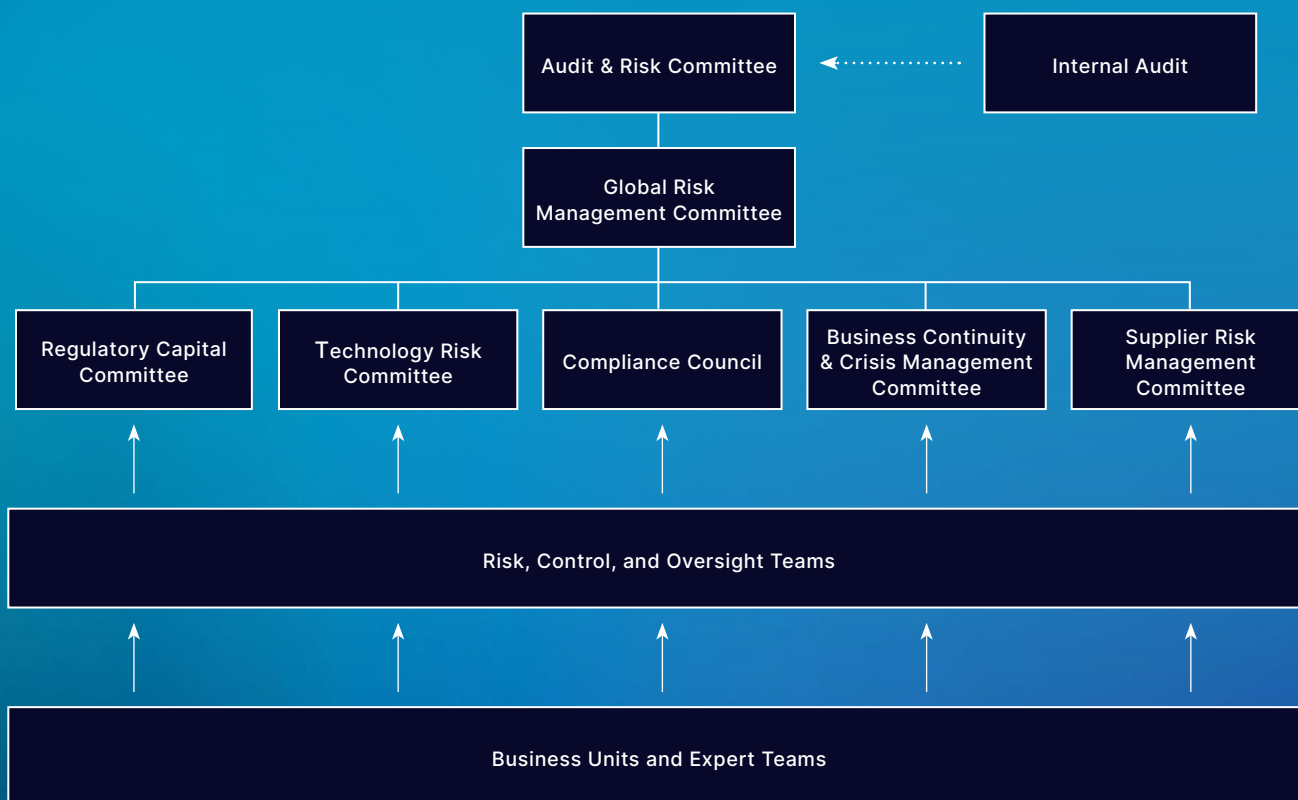 Audit & Risk Committee
Internal Audit
Global Risk
Management Committee
Regulatory Capital
Committee
Technology Risk
Committee
Compliance Council
Business Continuity
& Crisis Management
Committee
Supplier Risk
Management
Committee
Risk, Control, and Oversight Teams
Business Units and Expert Teams